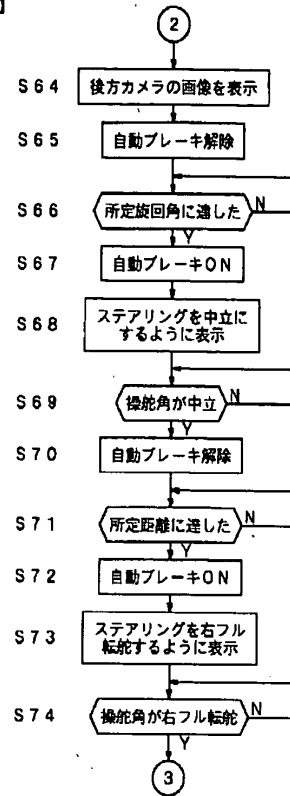 】
2
S64 後方カメラの画像を表示
S65 自動ブレーキ解除
S66 所定旋回角に達した N
Y
S67 自動ブレーキON
S68 ステアリングを中立に
するように表示
S69 操舵角が中立 N
Y
S70 自動ブレーキ解除
S71 所定距離に達した N
Y
S72 自動ブレーキON
S73 ステアリングを右フル
転舵するように表示
S74 操舵角が右フル転舵 N
Y
3